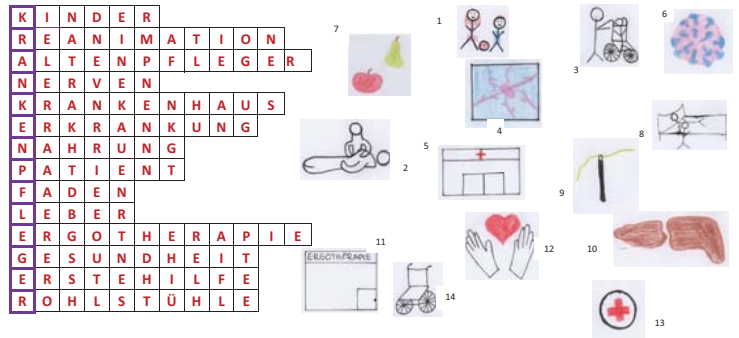 KINDER
REANIMATION
ALTENPFLEGER
NERVEN
KRANKENHAUS
ERKRANKUNG
NAHRUNG
PATIENT
FADEN
LEBER
ERGOTHERAPIE
GESUNDHEIT
ERSTEHILFE
ROHLSTÜHLE
7
1
3
6
4
8
2
5
9
11
12
10
ERGOTHERAPIE
14
13